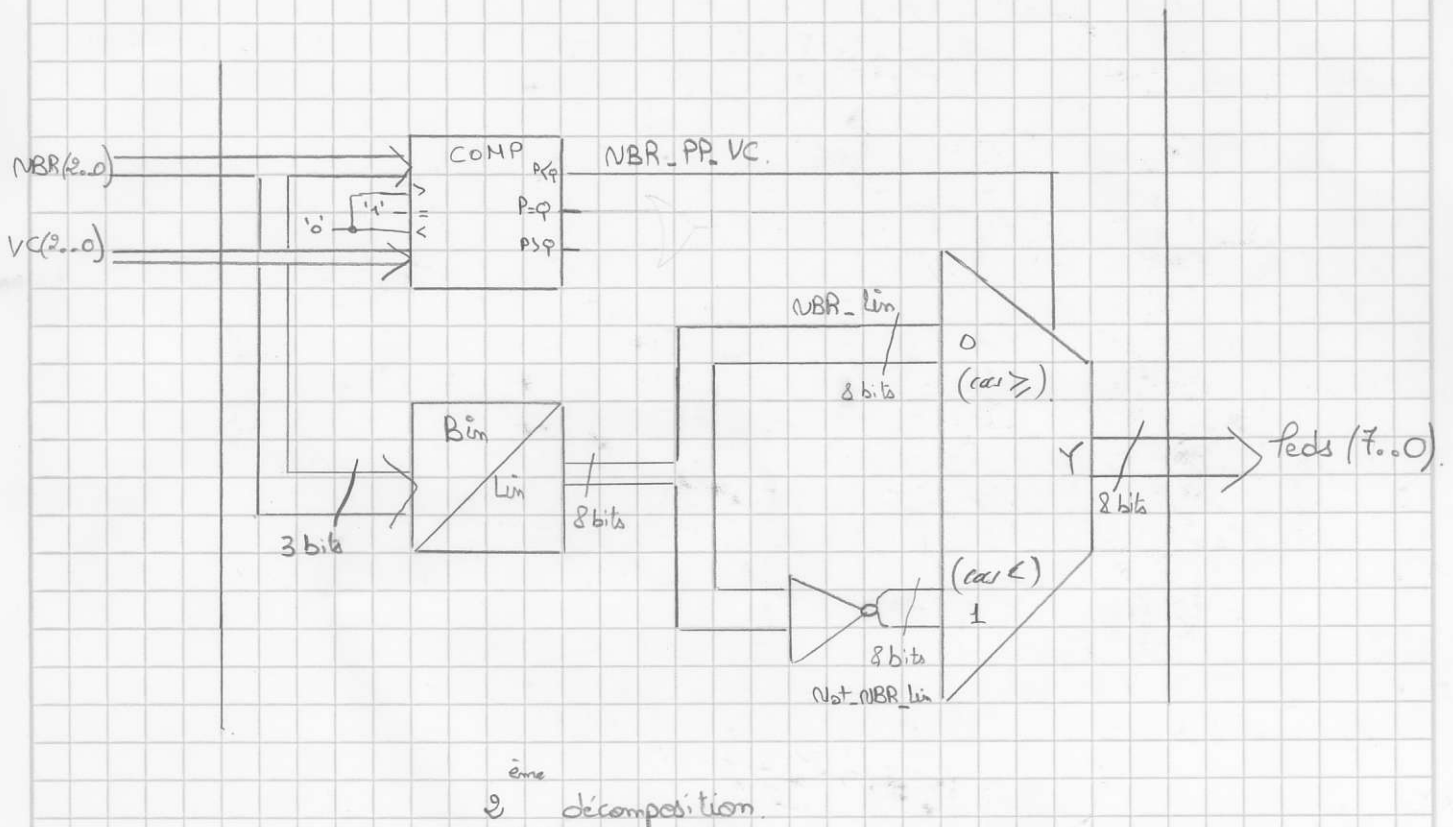 COMP
NBR_PP_VC.
NBR(2..0)
P<Q
>
'1'
=
P=Q
'0'
<
VC(2..0)
P>Q
NBR_Lin
0
8 bits
(cas ≥).
Bin
Lin
Y
leds (7..0).
8 bits
8 bits
3 bits
(cas <)
1
8 bits
Not_NBR_Lin
2ème décomposition.